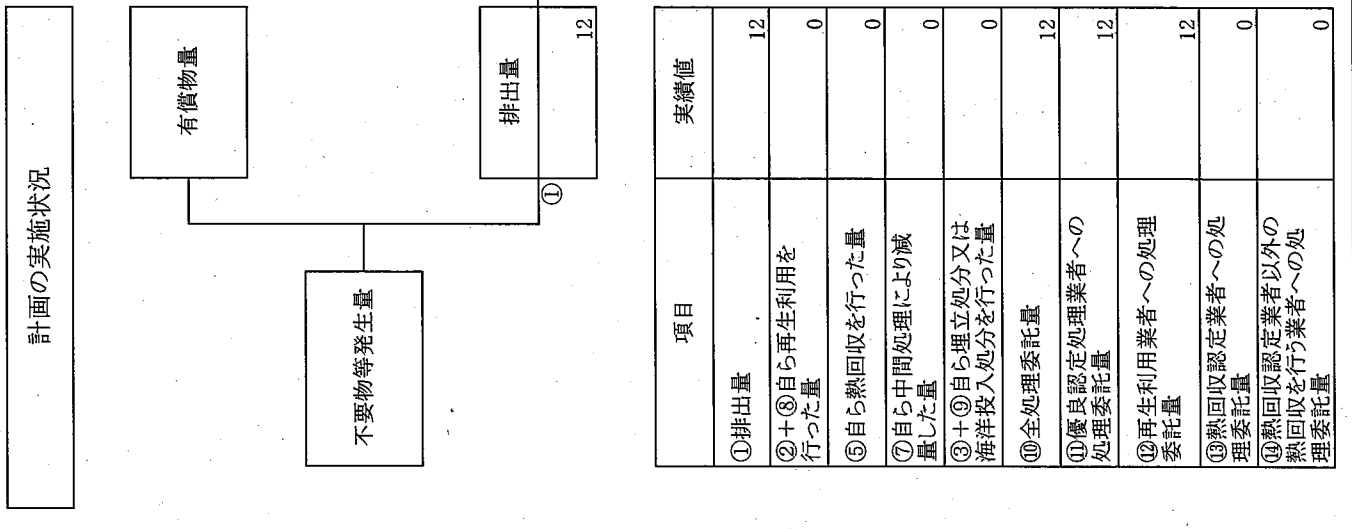 計画の実施状況
有償物量
不要物等発生量
①
排出量
12
項目
実績値
①排出量
12
②+⑧自ら再生利用を
行った量
0
⑤自ら熱回収を行った量
0
⑦自ら中間処理により減
量した量
0
③+⑨自ら埋立処分又は
海洋投入処分を行った量
0
⑩全処理委託量
12
⑪優良認定処理業者への
処理委託量
12
⑫再生利用業者への処理
委託量
12
⑬熱回収認定業者への処
理委託量
0
⑭熱回収認定業者以外の
熱回収を行う業者への処
理委託量
0